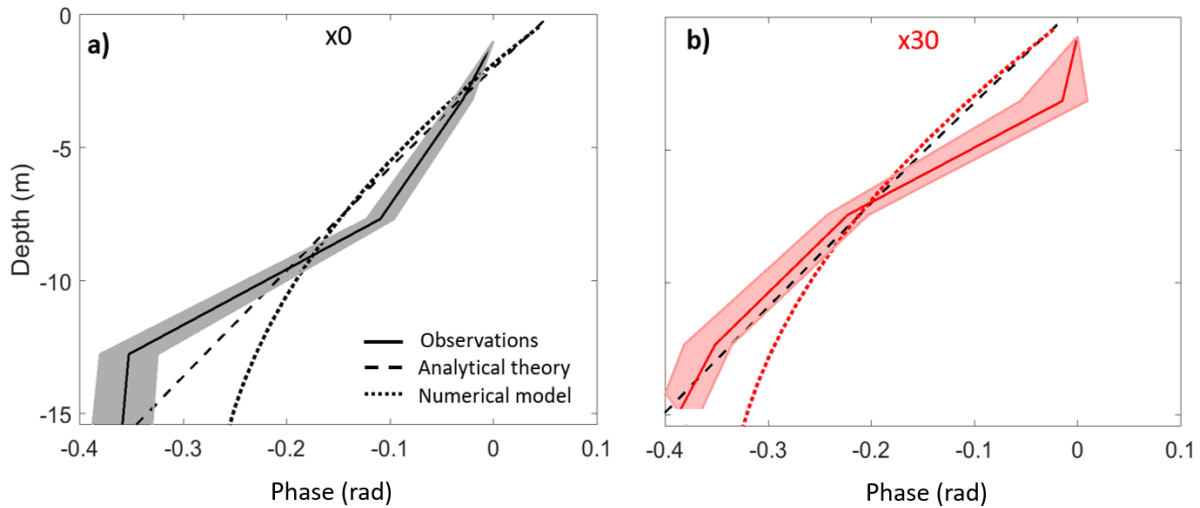 a)
x0
b)
x30
0
-5
-10
-15
Depth (m)
Observations
Analytical theory
Numerical model
-0.4 -0.3 -0.2 -0.1 0 0.1
-0.4 -0.3 -0.2 -0.1 0 0.1
Phase (rad)
Phase (rad)